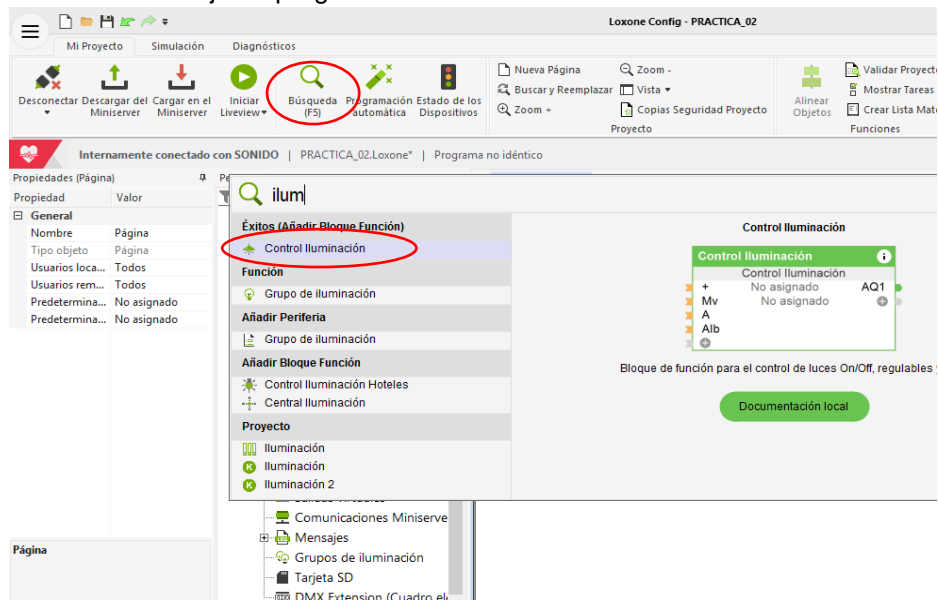 Loxone Config - PRACTICA_02
Mi Proyecto Simulación Diagnósticos
Desconectar Descargar del Miniserver Cargar en el Miniserver Iniciar Liveview Búsqueda (F5) Programación automática Estado de los Dispositivos
Nueva Página Zoom -
Buscar y Reemplazar Vista
Zoom + Copias Seguridad Proyecto
Proyecto
Alinear Objetos
Validar Proyecto
Mostrar Tareas
Crear Lista
Funciones
Internamente conectado con SONIDO | PRACTICA_02.Loxone* | Programa no idéntico
Propiedades (Página)
Propiedad Valor
General
Nombre Página
Tipo objeto Página
Usuarios loca... Todos
Usuarios rem... Todos
Predetermina... No asignado
Predetermina... No asignado
Página
ilum
Éxitos (Añadir Bloque Función)
Control Iluminación
Función
Grupo de iluminación
Añadir Periferia
Grupo de iluminación
Añadir Bloque Función
Control Iluminación Hoteles
Central Iluminación
Proyecto
Iluminación
Iluminación
Iluminación 2
Control Iluminación
Control Iluminación i
Control Iluminación
+ No asignado AQ1
Mv No asignado
A
Alb
Bloque de función para el control de luces On/Off, regulables y
Documentación local
Comunicaciones Miniserve
Mensajes
Grupos de iluminación
Tarjeta SD
DMX Extension (Cuadro el